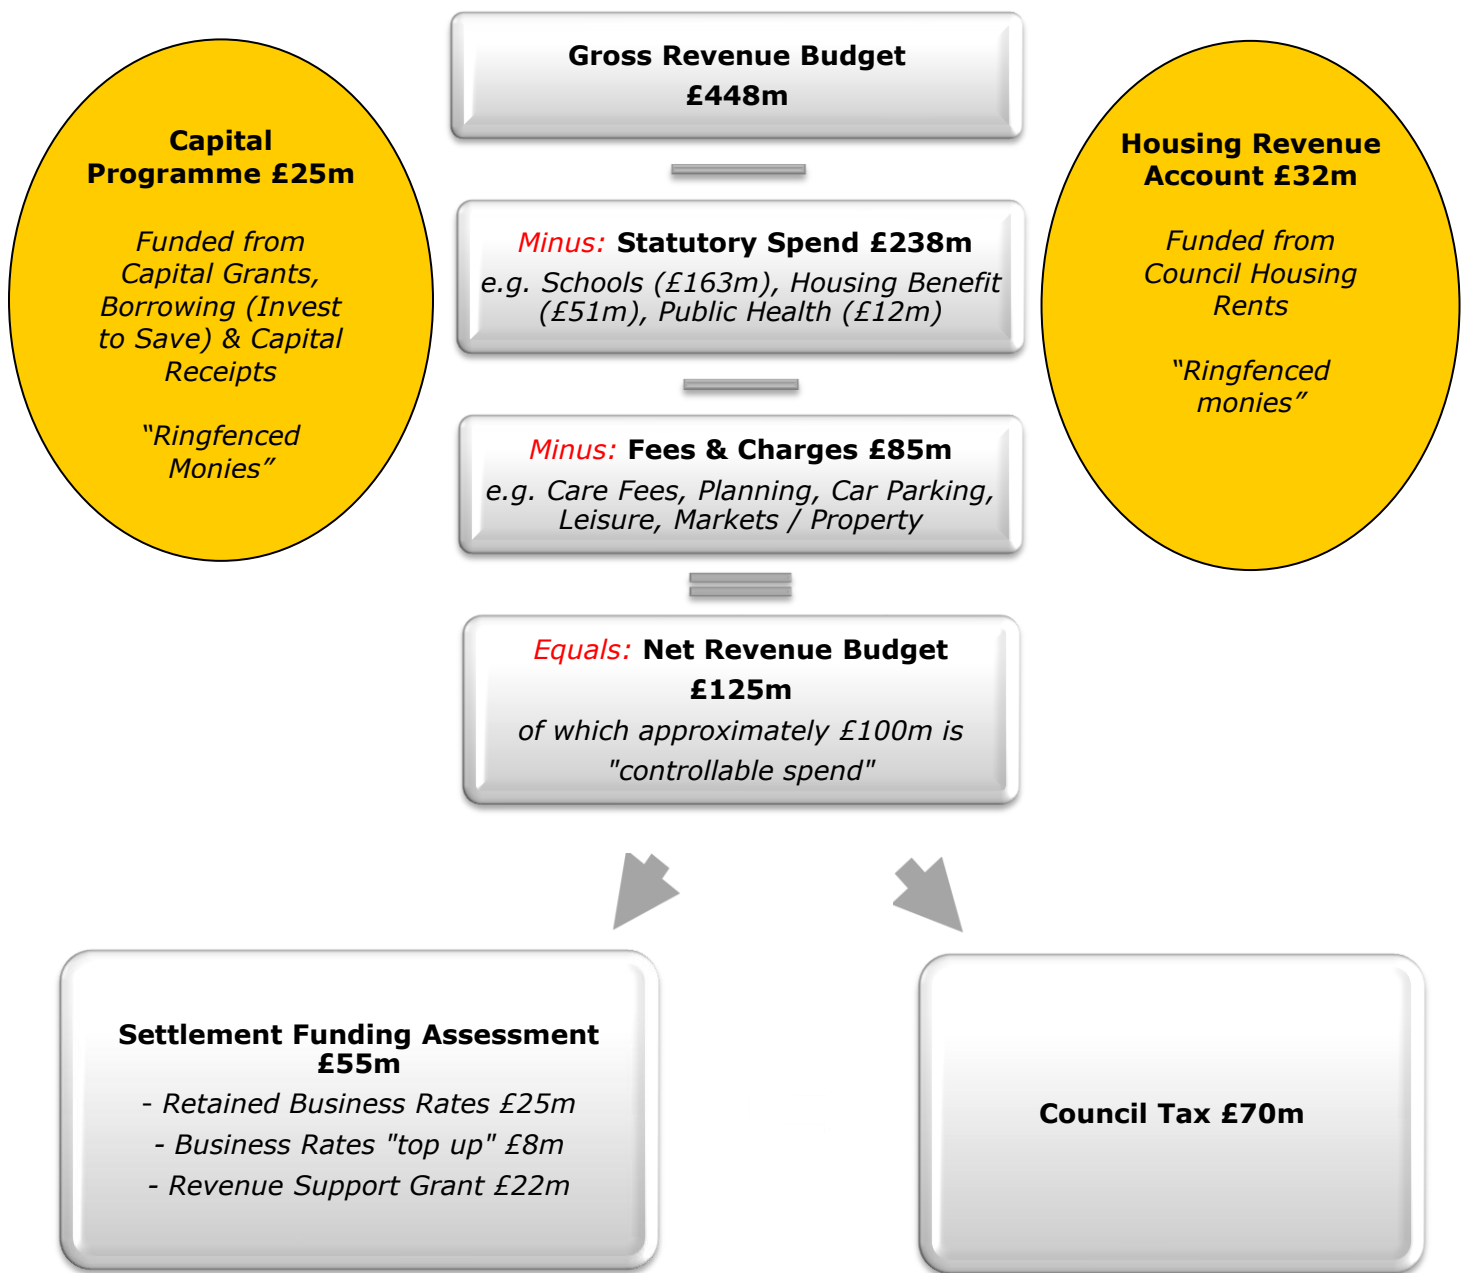 Gross Revenue Budget
£448m
Capital
Programme £25m
Funded from
Capital Grants,
Borrowing (Invest
to Save) & Capital
Receipts
“Ringfenced
Monies”
Housing Revenue
Account £32m
Funded from
Council Housing
Rents
“Ringfenced
monies”
Minus: Statutory Spend £238m
e.g. Schools (£163m), Housing Benefit
(£51m), Public Health (£12m)
Minus: Fees & Charges £85m
e.g. Care Fees, Planning, Car Parking,
Leisure, Markets / Property
Equals: Net Revenue Budget
£125m
of which approximately £100m is
"controllable spend"
Settlement Funding Assessment
£55m
- Retained Business Rates £25m
- Business Rates "top up" £8m
- Revenue Support Grant £22m
Council Tax £70m